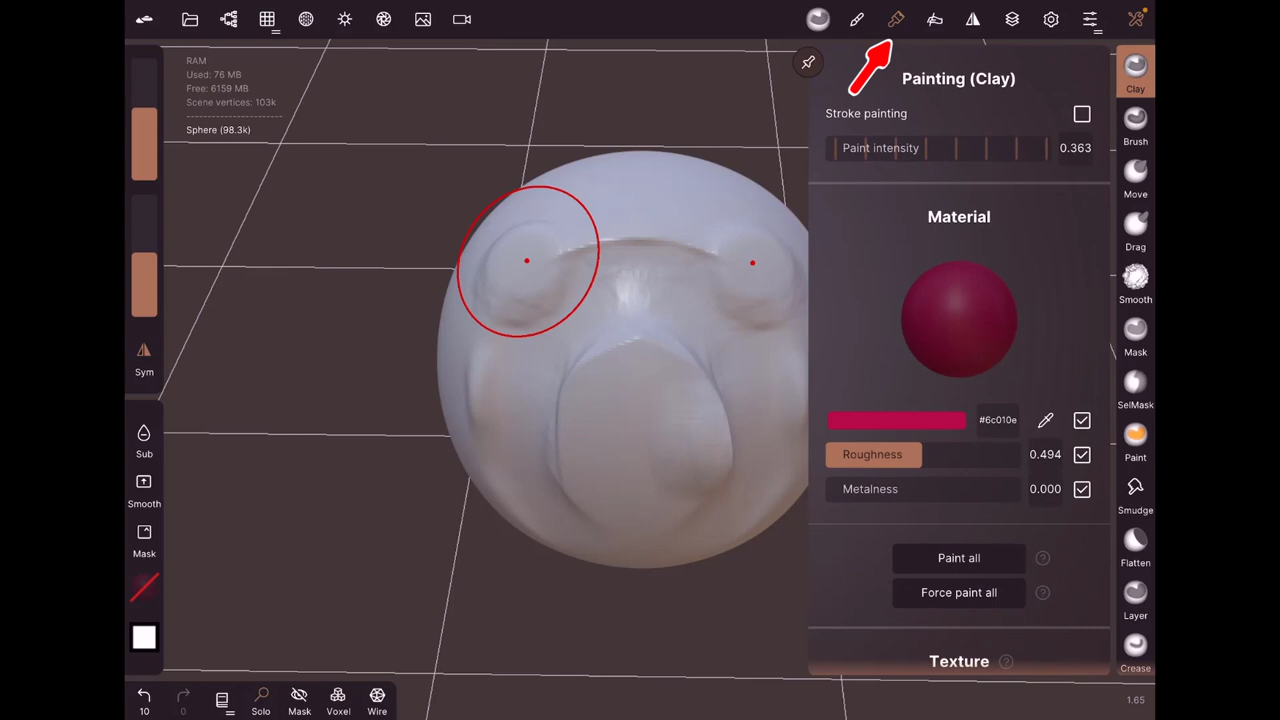 RAM
Used: 76 MB
Free: 6159 MB
Scene vertices: 103k
Sphere (98.3k)
Sym
Sub
Smooth
Mask
10
0
Solo
Mask
Voxel
Wire
Painting (Clay)
Stroke painting
Paint intensity 0.363
Material
#6c010e
Roughness 0.494
Metalness 0.000
Paint all ?
Force paint all ?
Texture ?
Clay
Brush
Move
Drag
Smooth
Mask
SelMask
Paint
Smudge
Flatten
Layer
Crease
1.65